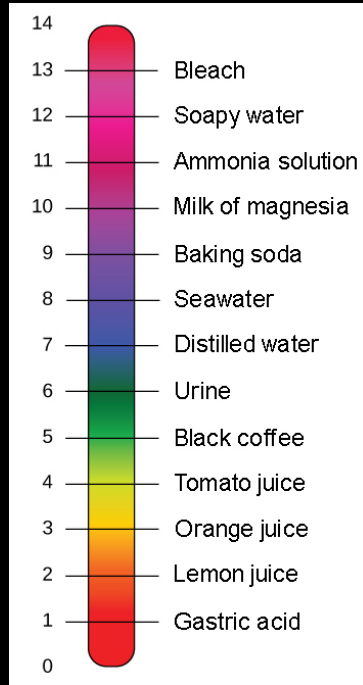 14
13 Bleach
12 Soapy water
11 Ammonia solution
10 Milk of magnesia
9 Baking soda
8 Seawater
7 Distilled water
6 Urine
5 Black coffee
4 Tomato juice
3 Orange juice
2 Lemon juice
1 Gastric acid
0